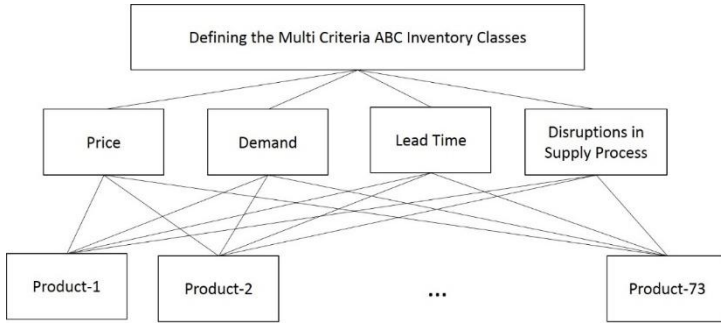 Defining the Multi Criteria ABC Inventory Classes
Price
Demand
Lead Time
Disruptions in
Supply Process
Product-1
Product-2
...
Product-73